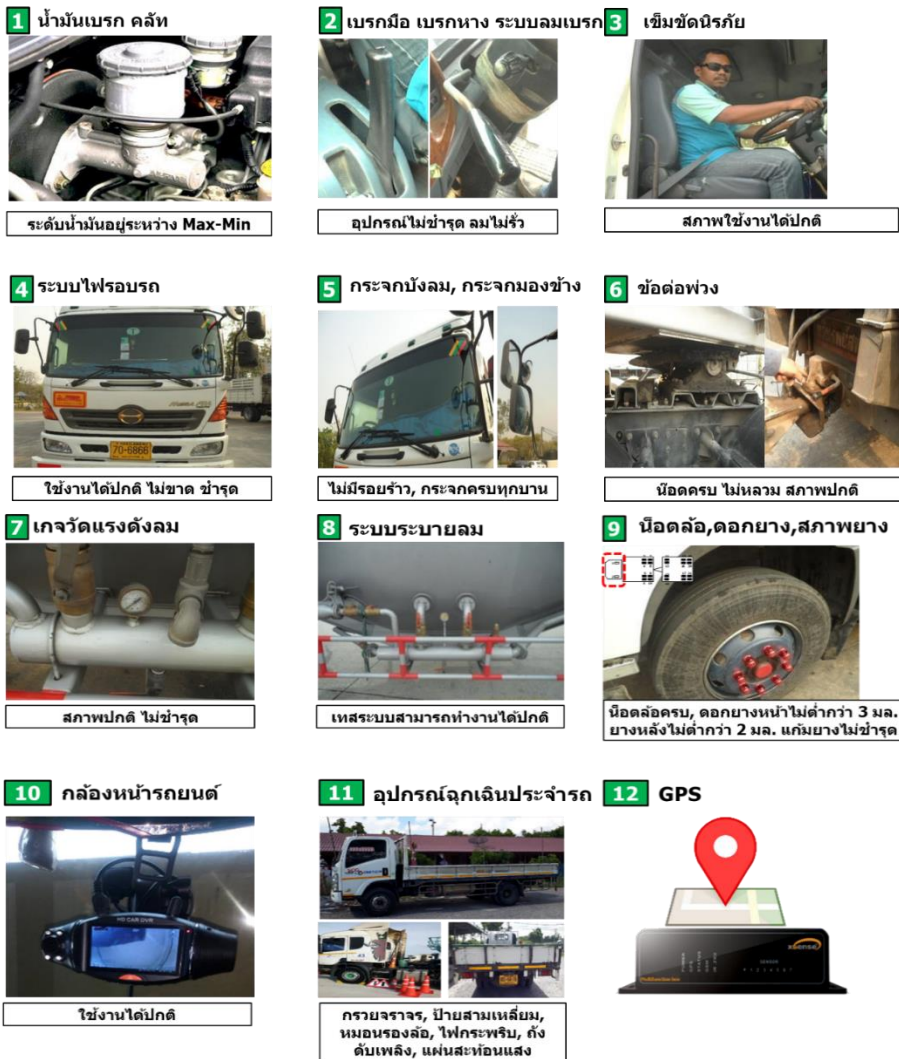 1 น้ำมันเบรก คลัท
2 เบรกมือ เบรกหาง ระบบลมเบรก
3 เข็มขัดนิรภัย
ระดับน้ำมันอยู่ระหว่าง Max-Min
อุปกรณ์ไม่ชำรุด ลมไม่รั่ว
สภาพใช้งานได้ปกติ
4 ระบบไฟรอบรถ
5 กระจกบังลม, กระจกมองข้าง
6 ข้อต่อพ่วง
70-6866
ใช้งานได้ปกติ ไม่ขาด ชำรุด
ไม่มีรอยร้าว, กระจกครบทุกบาน
น๊อดครบ ไม่หลวม สภาพปกติ
7 เกจวัดแรงดังลม
8 ระบบระบายลม
9 น็อตล้อ,ดอกยาง,สภาพยาง
สภาพปกติ ไม่ชำรุด
เทสระบบสามารถทำงานได้ปกติ
น็อตล้อครบ, ดอกยางหน้าไม่ต่ำกว่า 3 มล.
ยางหลังไม่ต่ำกว่า 2 มล. แก้มยางไม่ชำรุด
10 กล้องหน้ารถยนต์
11 อุปกรณ์ฉุกเฉินประจำรถ
12 GPS
HD CAR DVR
xsense
ใช้งานได้ปกติ
กรวยจราจร, ป้ายสามเหลี่ยม,
หมอนรองล้อ, ไฟกระพริบ, ถัง
ดับเพลิง, แผ่นสะท้อนแสง